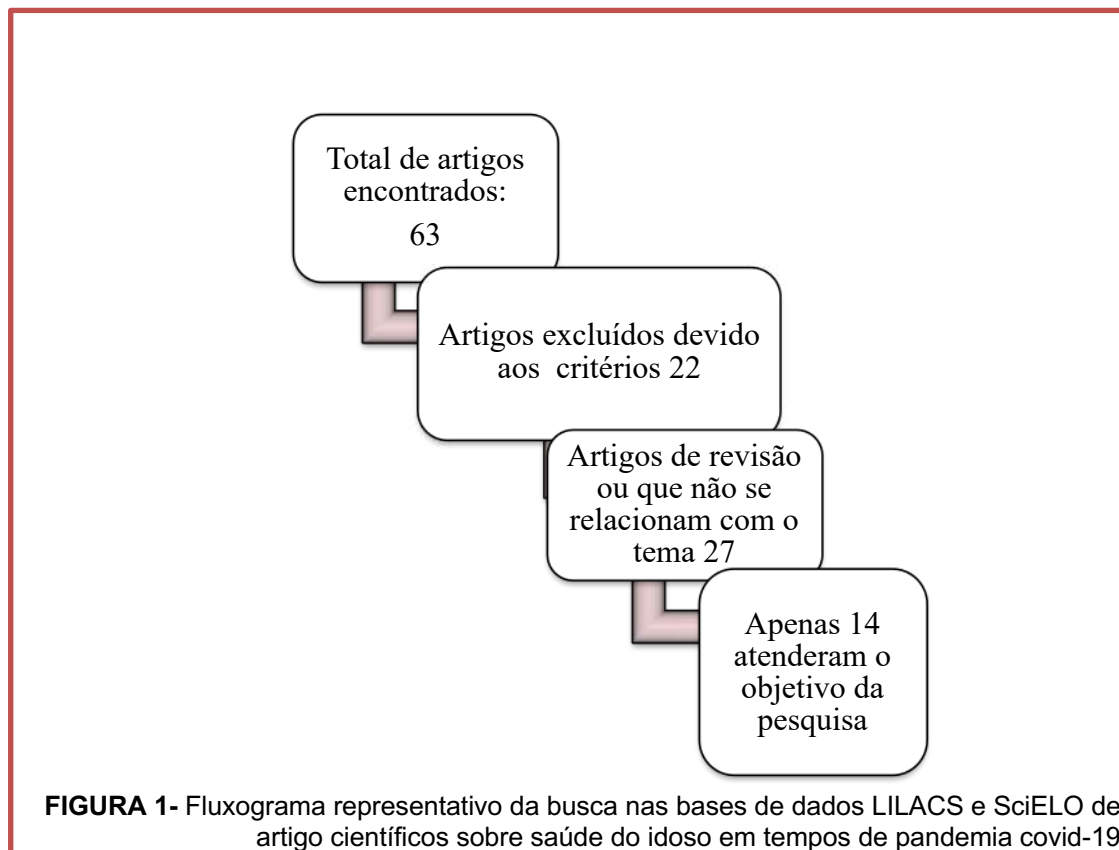 Total de artigos
encontrados:
63
Artigos excluídos devido
aos critérios 22
Artigos de revisão
ou que não se
relacionam com o
tema 27
Apenas 14
atenderam o
objetivo da
pesquisa
FIGURA 1- Fluxograma representativo da busca nas bases de dados LILACS e SciELO de
artigo científicos sobre saúde do idoso em tempos de pandemia covid-19